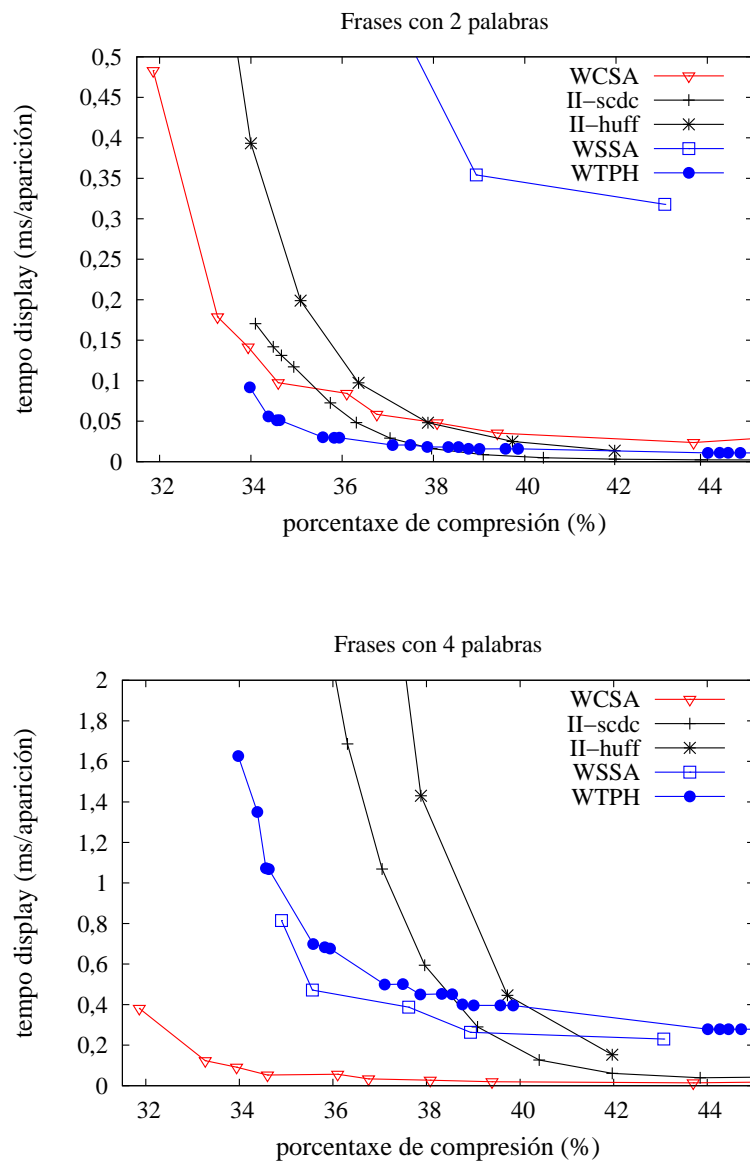 Frases con 2 palabras
0,5
0,45
0,4
0,35
0,3
0,25
0,2
0,15
0,1
0,05
0
tempo display (ms/aparición)
WCSA
II−scdc
II−huff
WSSA
WTPH
32 34 36 38 40 42 44
porcentaxe de compresión (%)
Frases con 4 palabras
2
1,8
1,6
1,4
1,2
1
0,8
0,6
0,4
0,2
0
tempo display (ms/aparición)
WCSA
II−scdc
II−huff
WSSA
WTPH
32 34 36 38 40 42 44
porcentaxe de compresión (%)